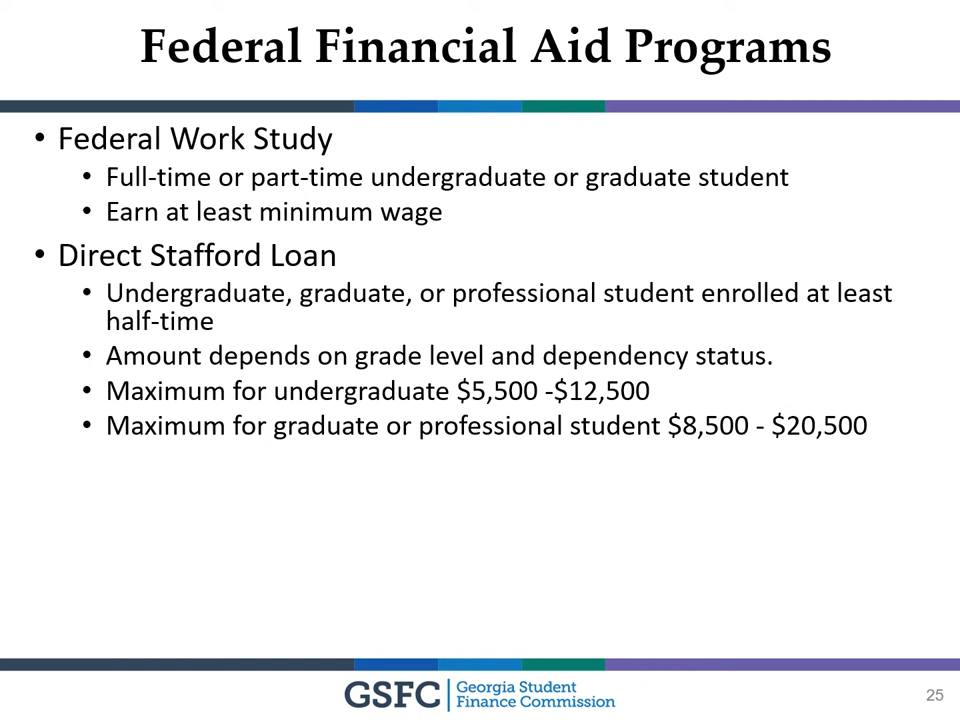 Federal Financial Aid Programs
• Federal Work Study
• Full-time or part-time undergraduate or graduate student
• Earn at least minimum wage
• Direct Stafford Loan
• Undergraduate, graduate, or professional student enrolled at least
half-time
• Amount depends on grade level and dependency status.
• Maximum for undergraduate $5,500 -$12,500
• Maximum for graduate or professional student $8,500 - $20,500
GSFC
Georgia Student
Finance Commission
25